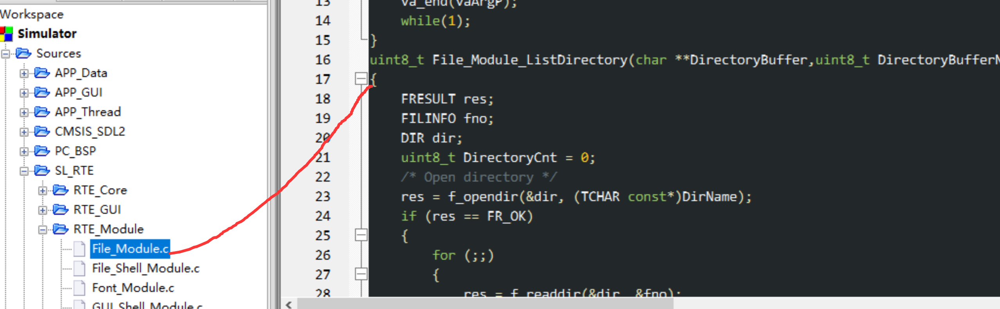 Workspace
Simulator
Sources
APP_Data
APP_GUI
APP_Thread
CMSIS_SDL2
PC_BSP
SL_RTE
RTE_Core
RTE_GUI
RTE_Module
File_Module.c
File_Shell_Module.c
Font_Module.c
GUI_Shell_Module.c
13 va_end(vaArgP);
14 while(1);
15 }
16 uint8_t File_Module_ListDirectory(char **DirectoryBuffer,uint8_t DirectoryBufferN
17 {
18 FRESULT res;
19 FILINFO fno;
20 DIR dir;
21 uint8_t DirectoryCnt = 0;
22 /* Open directory */
23 res = f_opendir(&dir, (TCHAR const*)DirName);
24 if (res == FR_OK)
25 {
26 for (;;)
27 {
28 res = f_readdir(&dir, &fno);